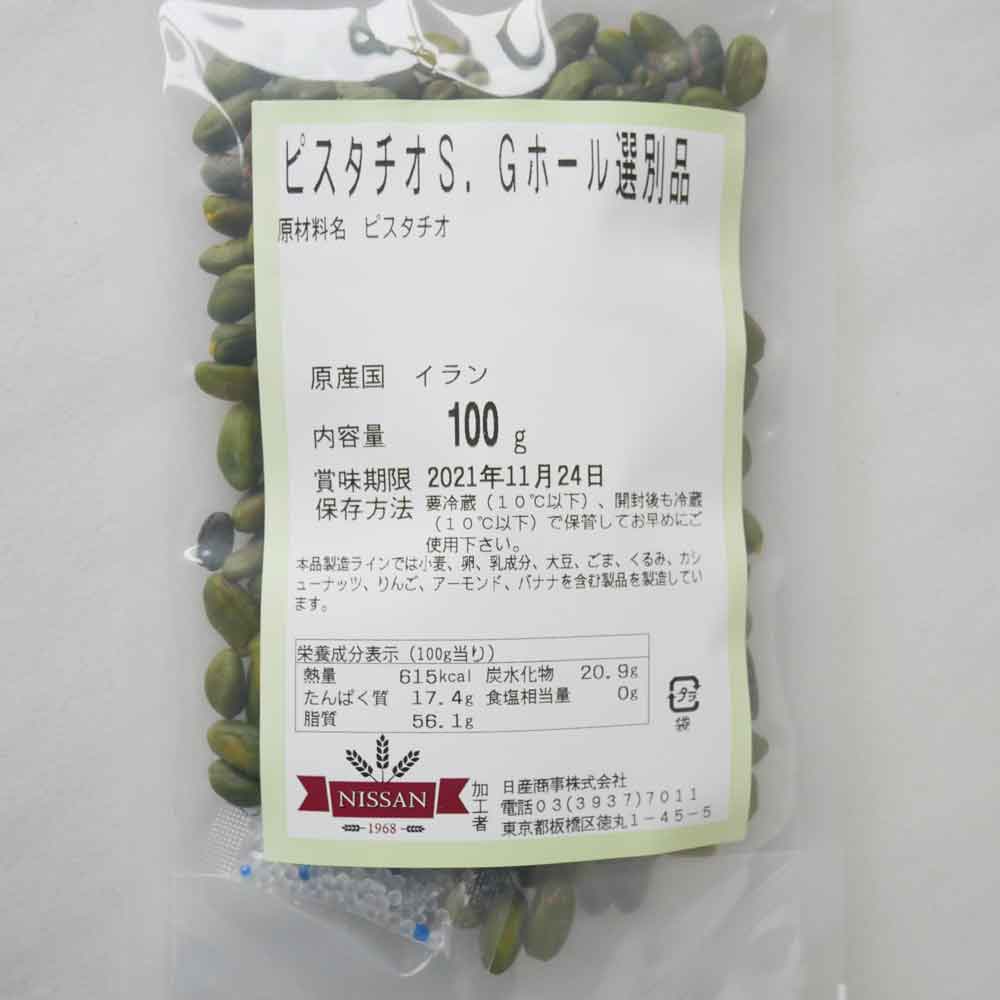 ピスタチオS．Gホール選別品
原材料名　ピスタチオ
原産国　イラン
内容量　100g
賞味期限　2021年11月24日
保存方法　要冷蔵（１０℃以下）、開封後も冷蔵
（１０℃以下）で保管してお早めにご
使用下さい。
本品製造ラインでは小麦、卵、乳成分、大豆、ごま、くるみ、カシ
ューナッツ、りんご、アーモンド、バナナを含む製品を製造してい
ます。
栄養成分表示（100g当り）
熱量　615kcal　炭水化物　20.9g
たんぱく質　17.4g　食塩相当量　0g
脂質　56.1g
プラ
袋
NISSAN
1968
加工者
日産商事株式会社
電話０３(３９３７)７０１１
東京都板橋区徳丸１-４５-５